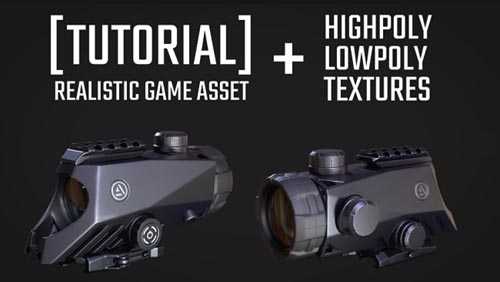 [TUTORIAL]
REALISTIC GAME ASSET
+
HIGHPOLY
LOWPOLY
TEXTURES